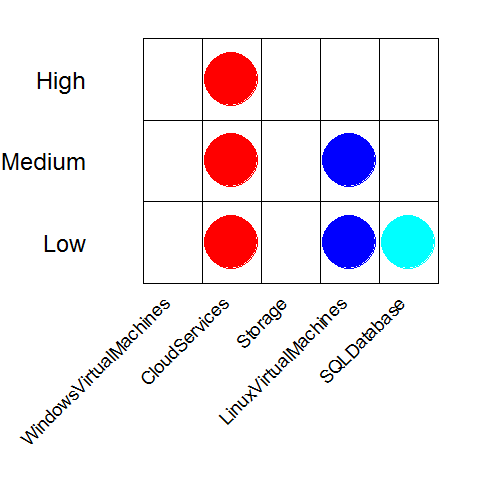 High
Medium
Low
WindowsVirtualMachines
CloudServices
Storage
LinuxVirtualMachines
SQLDatabase